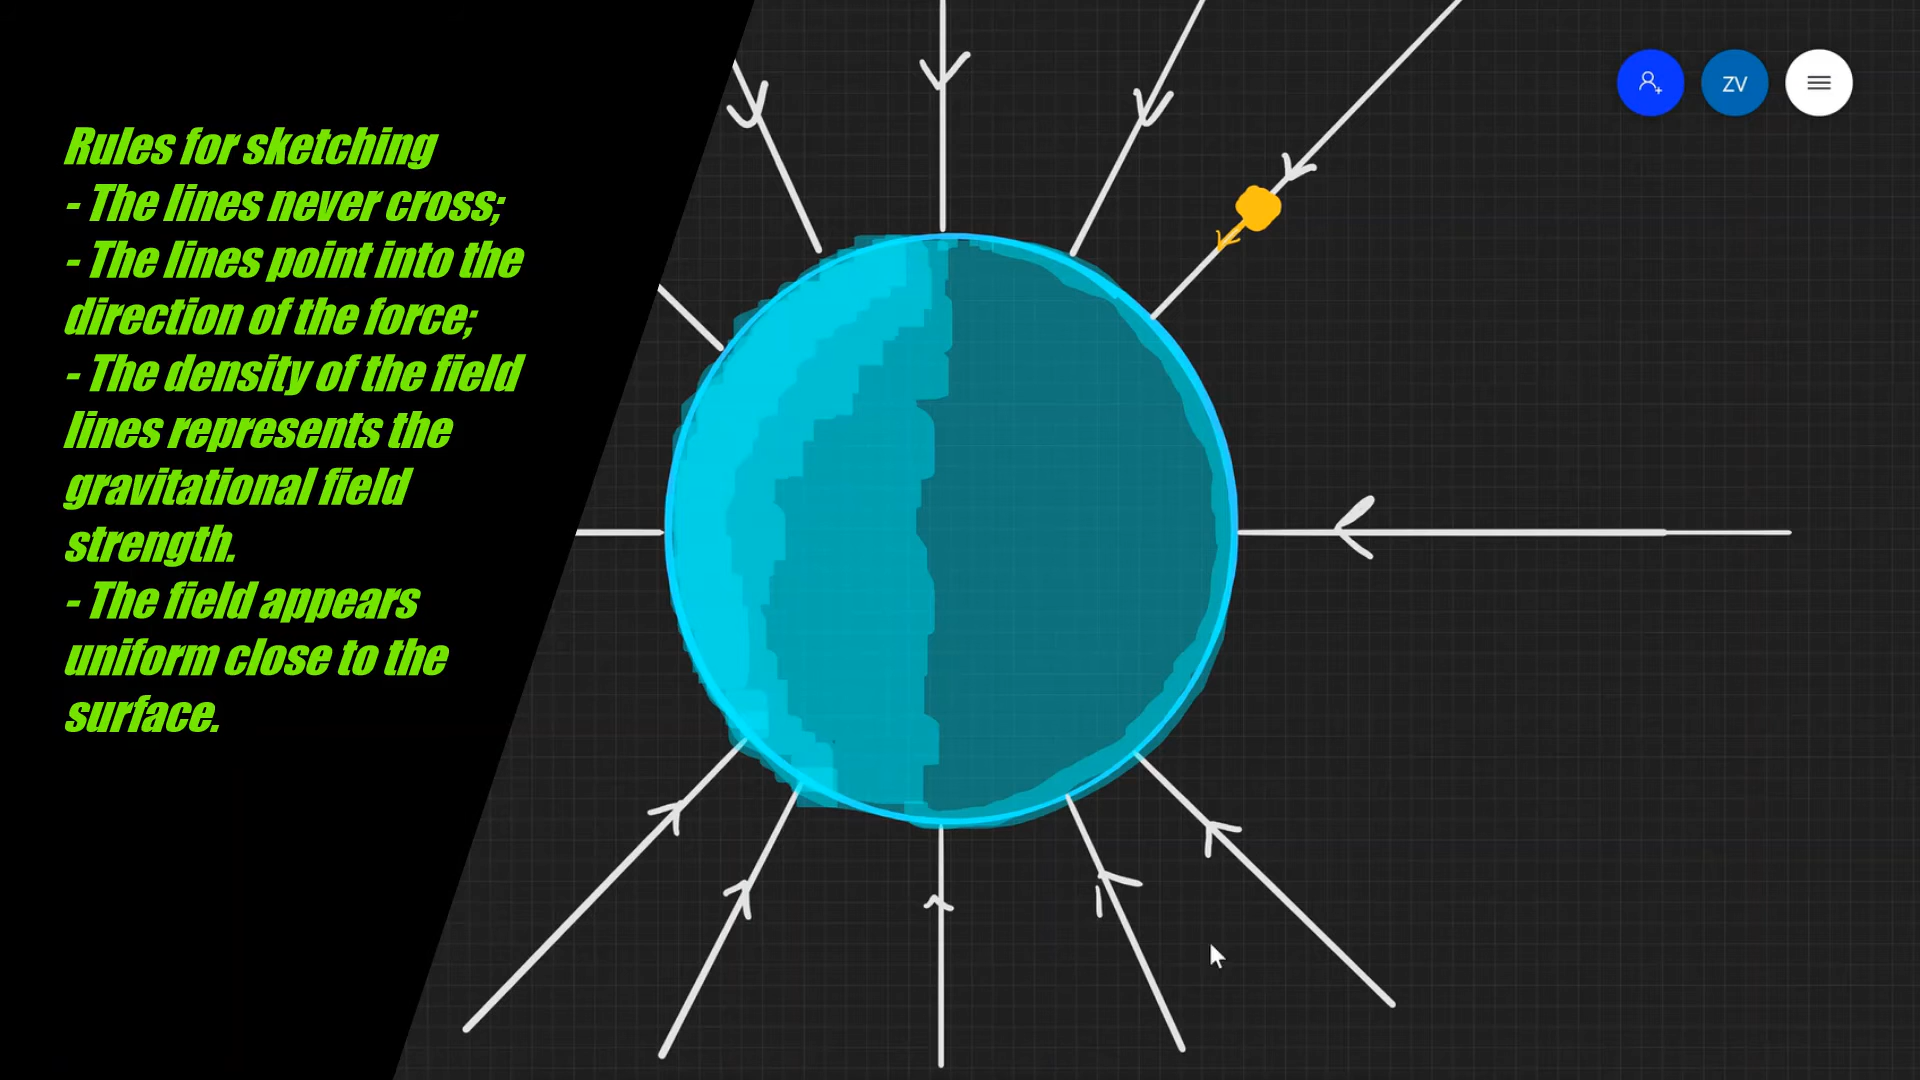 Rules for sketching
- The lines never cross;
- The lines point into the
direction of the force;
- The density of the field
lines represents the
gravitational field
strength.
- The field appears
uniform close to the
surface.
ZV